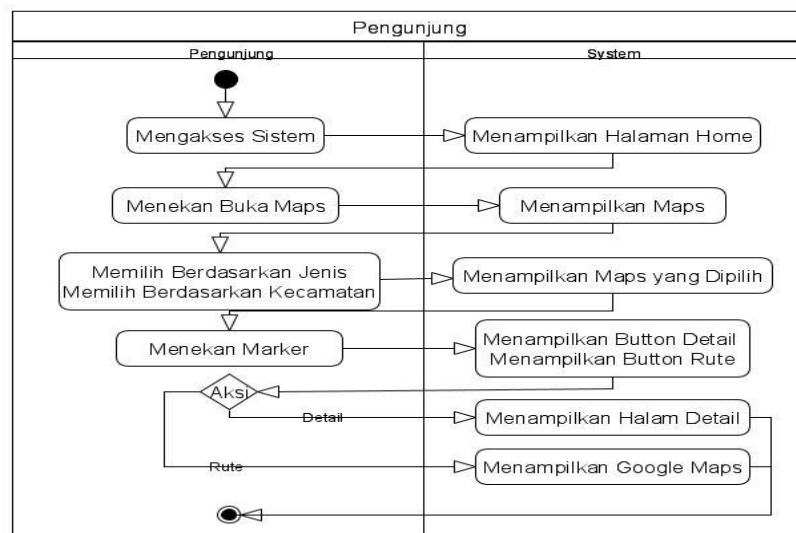 Pengunjung
Pengunjung
System
Mengakses Sistem
Menampilkan Halaman Home
Menekan Buka Maps
Menampilkan Maps
Memilih Berdasarkan Jenis
Memilih Berdasarkan Kecamatan
Menampilkan Maps yang Dipilih
Menekan Marker
Menampilkan Button Detail
Menampilkan Button Rute
Aksi
Detail
Menampilkan Halam Detail
Rute
Menampilkan Google Maps